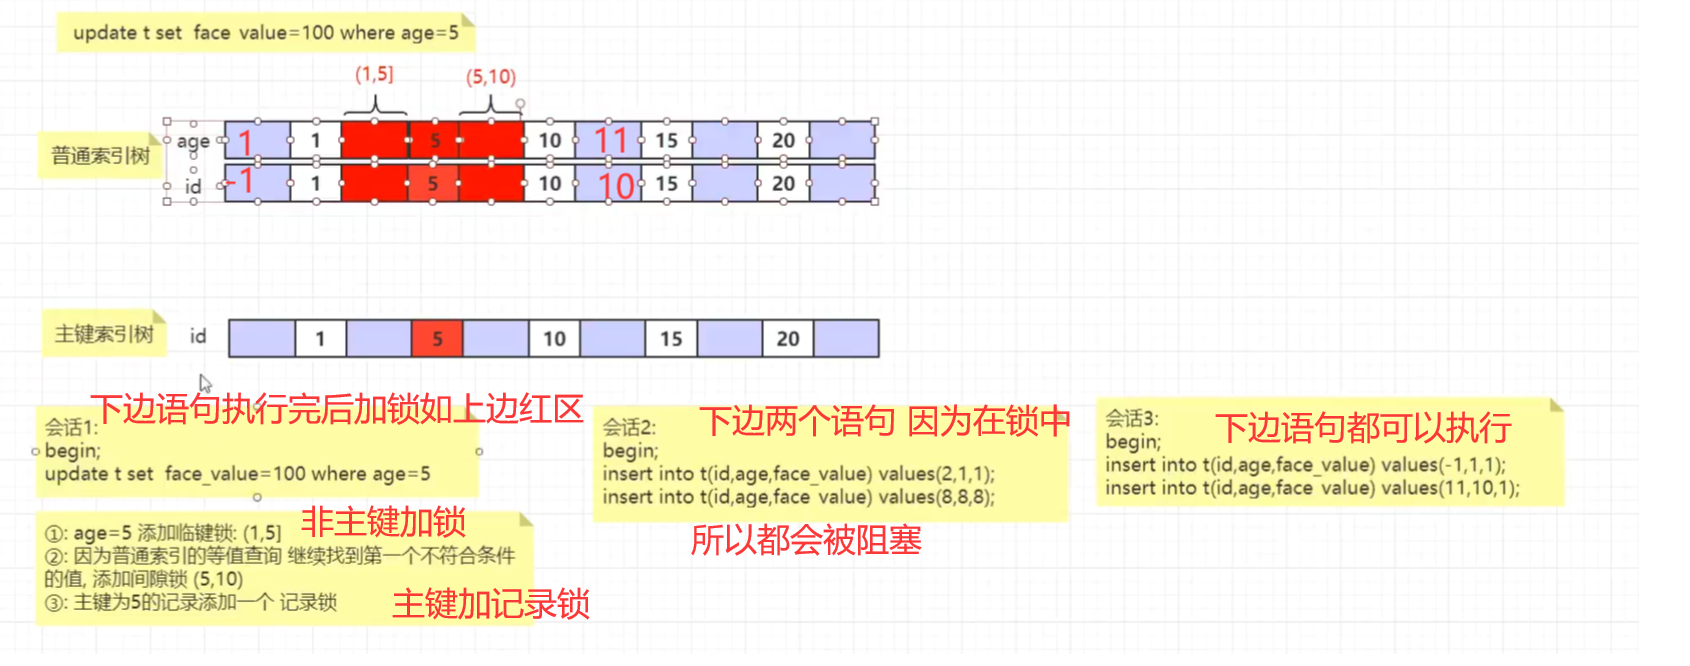 update t set face value=100 where age=5
(1,5]
(5,10)
普通索引树
age 1 1 5 10 11 15 20
id -1 1 5 10 10 15 20
主键索引树
id 1 5 10 15 20
下边语句执行完后加锁如上边红区
会话1:
begin;
update t set face_value=100 where age=5
非主键加锁
①: age=5 添加临键锁: (1,5]
②: 因为普通索引的等值查询 继续找到第一个不符合条件
的值, 添加间隙锁 (5,10)
③: 主键为5的记录添加一个 记录锁
主键加记录锁
下边两个语句 因为在锁中
会话2:
begin;
insert into t(id,age,face_value) values(2,1,1);
insert into t(id,age,face value) values(8,8,8);
所以都会被阻塞
会话3:
下边语句都可以执行
begin;
insert into t(id,age,face_value) values(-1,1,1);
insert into t(id,age,face value) values(11,10,1);